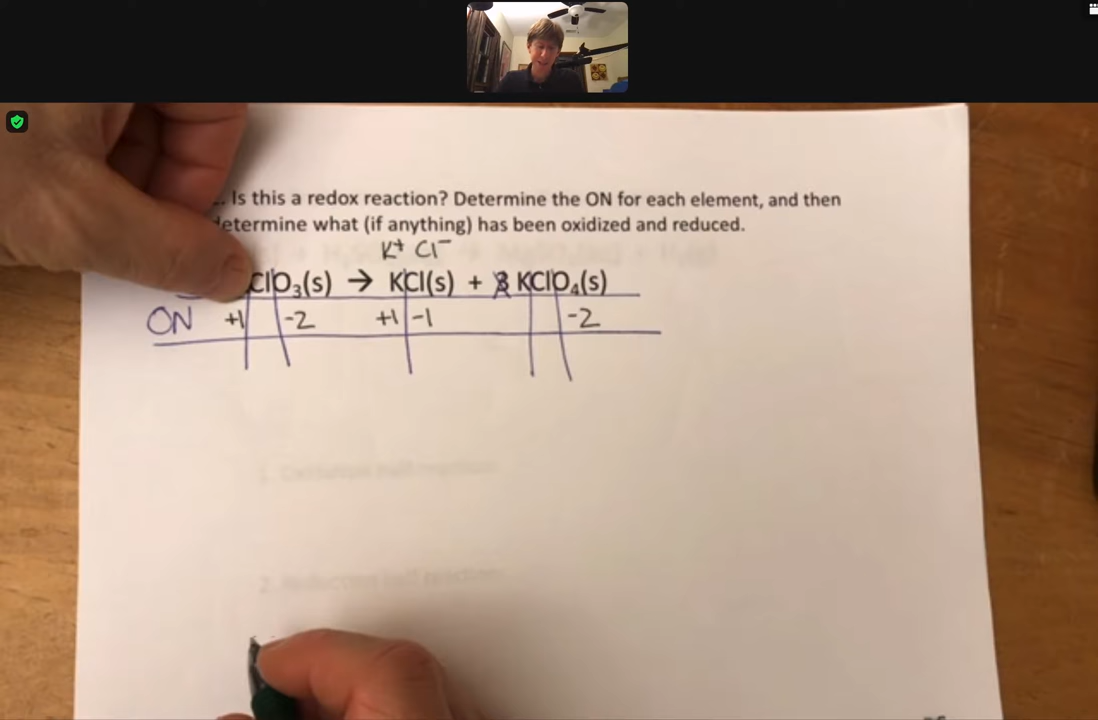 Is this a redox reaction? Determine the ON for each element, and then
determine what (if anything) has been oxidized and reduced.
K⁺ Cl⁻
ClO₃(s) → KCl(s) + 3 KClO₄(s)
ON +1 -2 +1 -1 -2